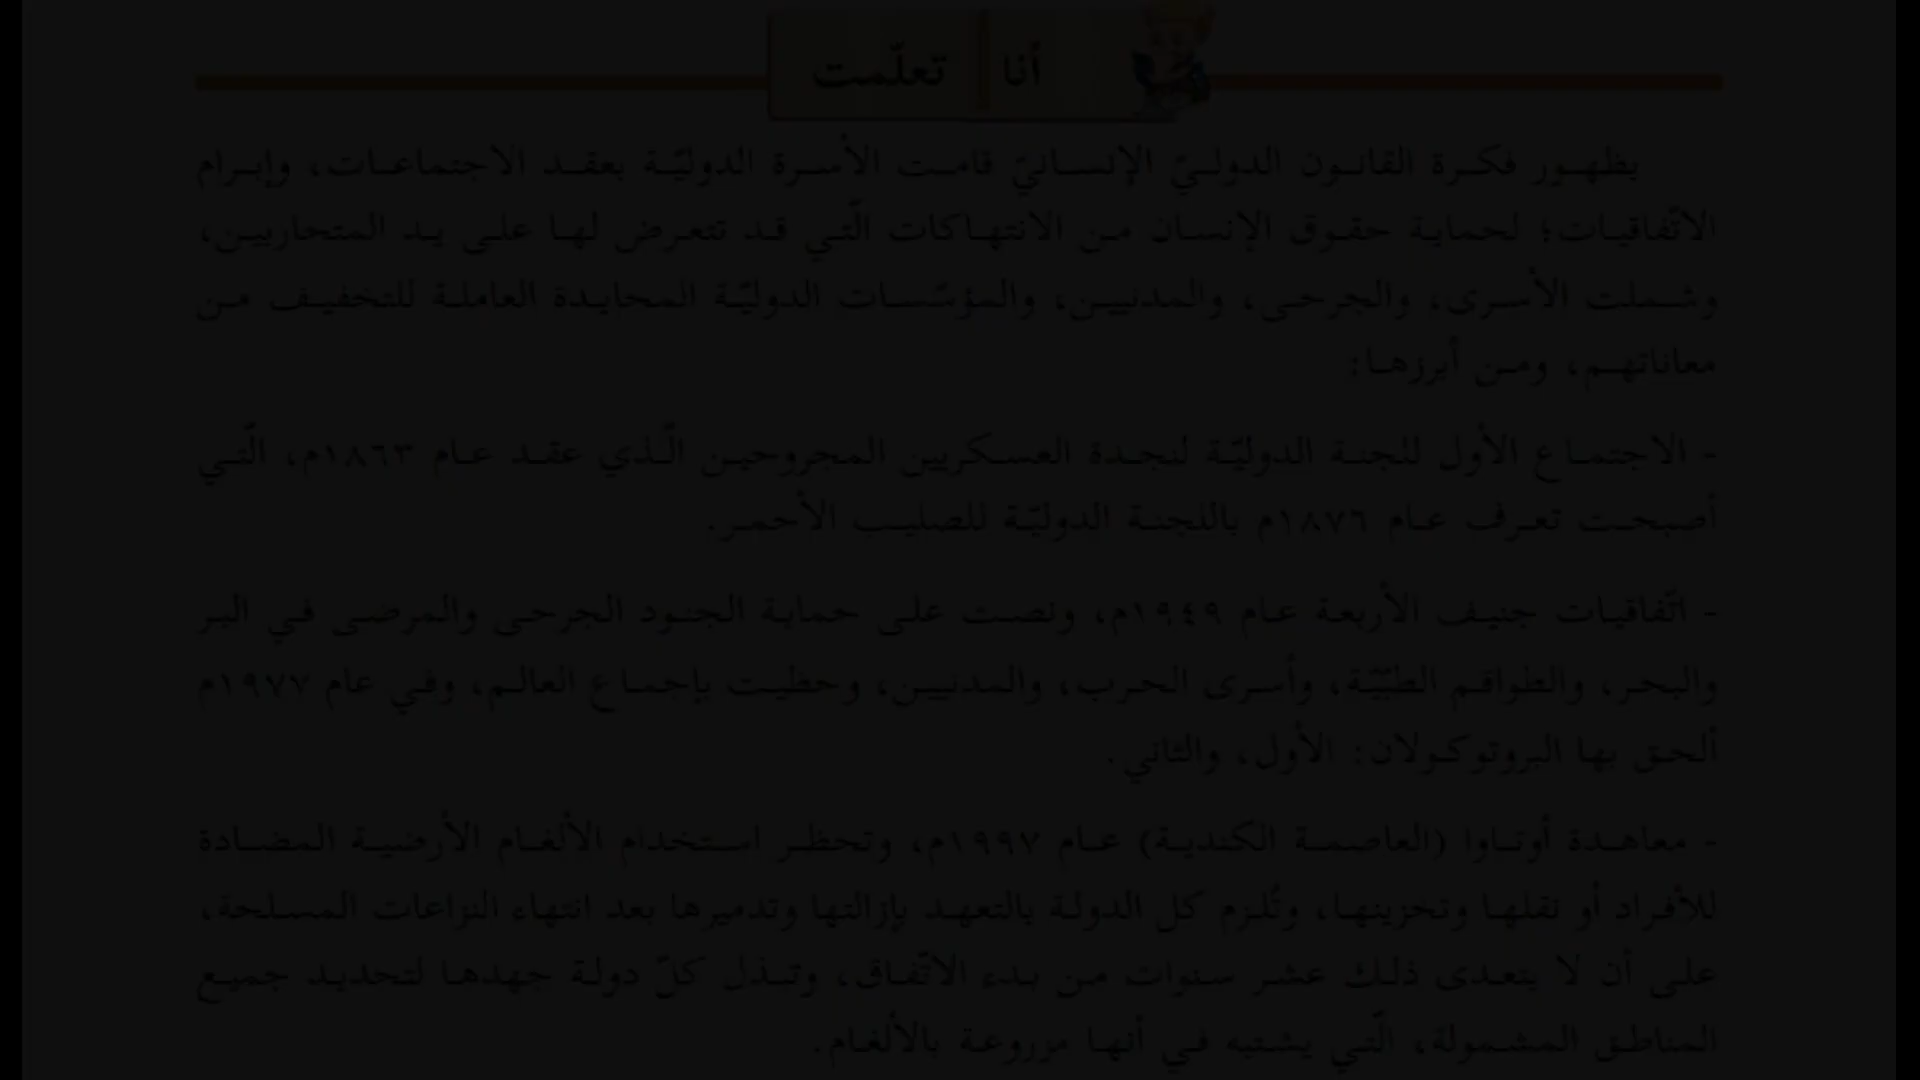 أنا تعلّمت
بظهور فكرة القانون الدوليّ الإنسانيّ قامت الأسرة الدوليّة بعقد الاجتماعات، وإبرام
الاتّفاقيات؛ لحماية حقوق الإنسان من الانتهاكات الّتي قد تتعرض لها على يد المتحاربين،
وشملت الأسرى، والجرحى، والمدنيين، والمؤسّسات الدوليّة المحايدة العاملة للتخفيف من
معاناتهم، ومن أبرزها:
- الاجتماع الأول للجنة الدوليّة لنجدة العسكريين المجروحين الّذي عقد عام ١٨٦٣م، الّتي
أصبحت تعرف عام ١٨٧٦م باللجنة الدوليّة للصليب الأحمر.
- اتّفاقيات جنيف الأربعة عام ١٩٤٩م، ونصت على حماية الجنود الجرحى والمرضى في البر
والبحر، والطواقم الطبّيّة، وأسرى الحرب، والمدنيين، وحظيت بإجماع العالم، وفي عام ١٩٧٧م
ألحق بها البروتوكولان: الأول، والثاني.
- معاهدة أوتاوا (العاصمة الكندية) عام ١٩٩٧م، وتحظر استخدام الألغام الأرضية المضادة
للأفراد أو نقلها وتخزينها، وتُلزم كل الدولة بالتعهد بإزالتها وتدميرها بعد انتهاء النزاعات المسلحة،
على أن لا يتعدى ذلك عشر سنوات من بدء الاتّفاق، وتبذل كلّ دولة جهدها لتحديد جميع
المناطق المشمولة، الّتي يشتبه في أنها مزروعة بالألغام.